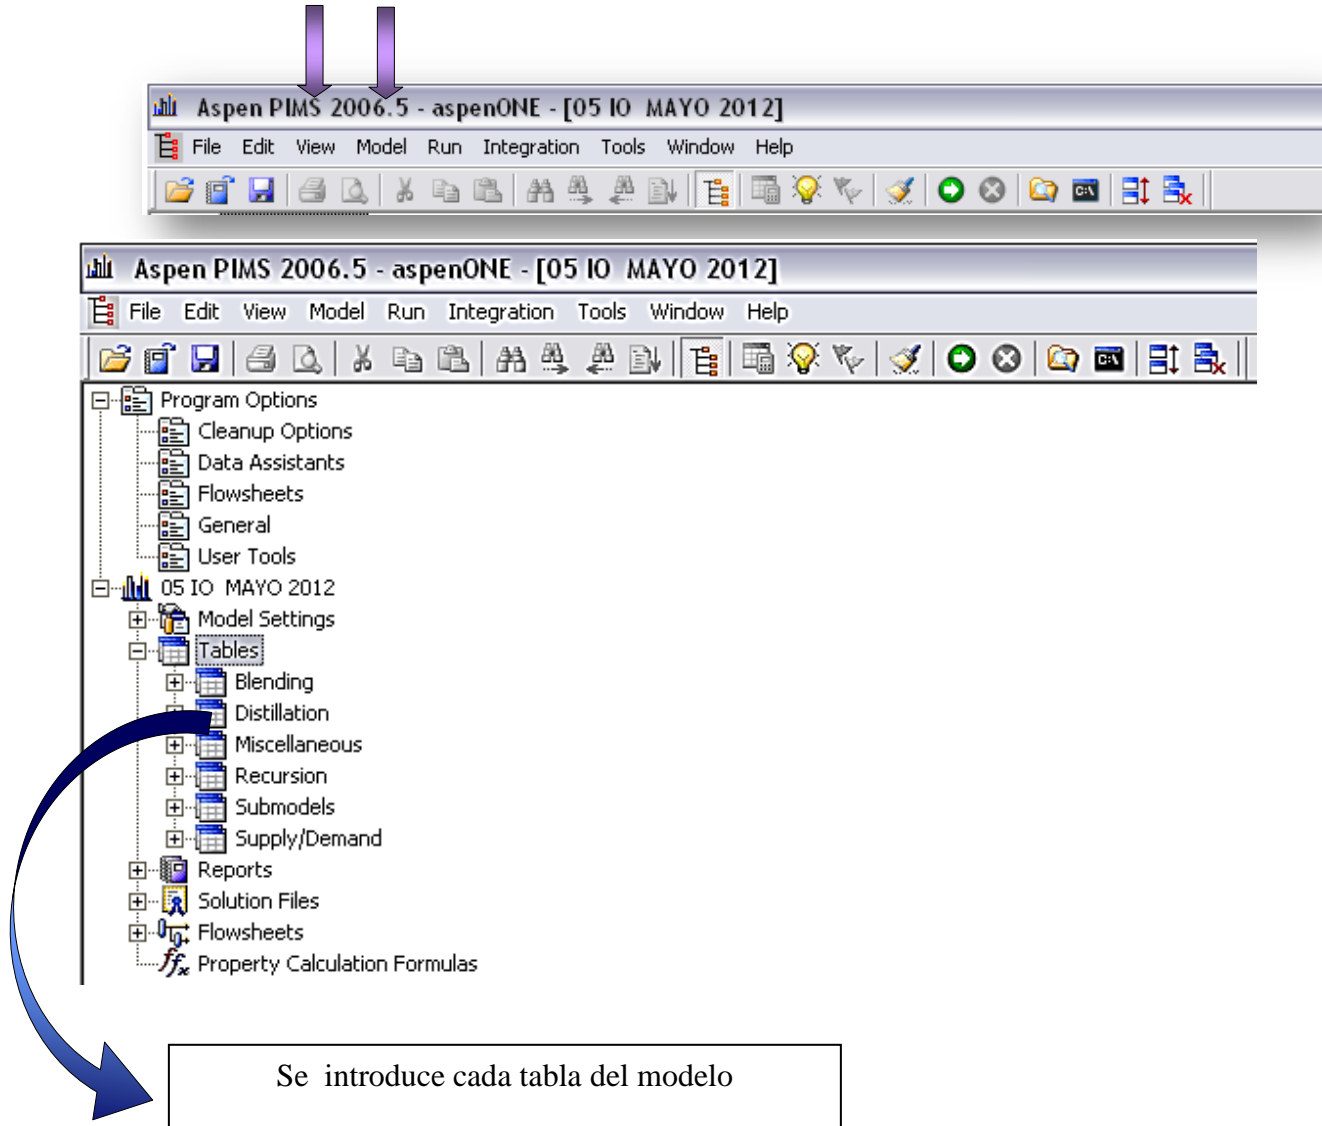 Aspen PIMS 2006.5 - aspenONE - [05 IO  MAYO 2012]
File Edit View Model Run Integration Tools Window Help
C:\
Aspen PIMS 2006.5 - aspenONE - [05 IO  MAYO 2012]
File Edit View Model Run Integration Tools Window Help
C:\
Program Options
Cleanup Options
Data Assistants
Flowsheets
General
User Tools
05 IO  MAYO 2012
Model Settings
Tables
Blending
Distillation
Miscellaneous
Recursion
Submodels
Supply/Demand
Reports
Solution Files
Flowsheets
Property Calculation Formulas
Se  introduce cada tabla del modelo